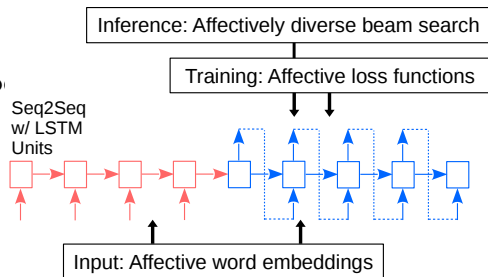 Inference: Affectively diverse beam search
Training: Affective loss functions
Seq2Seq
w/ LSTM
Units
Input: Affective word embeddings